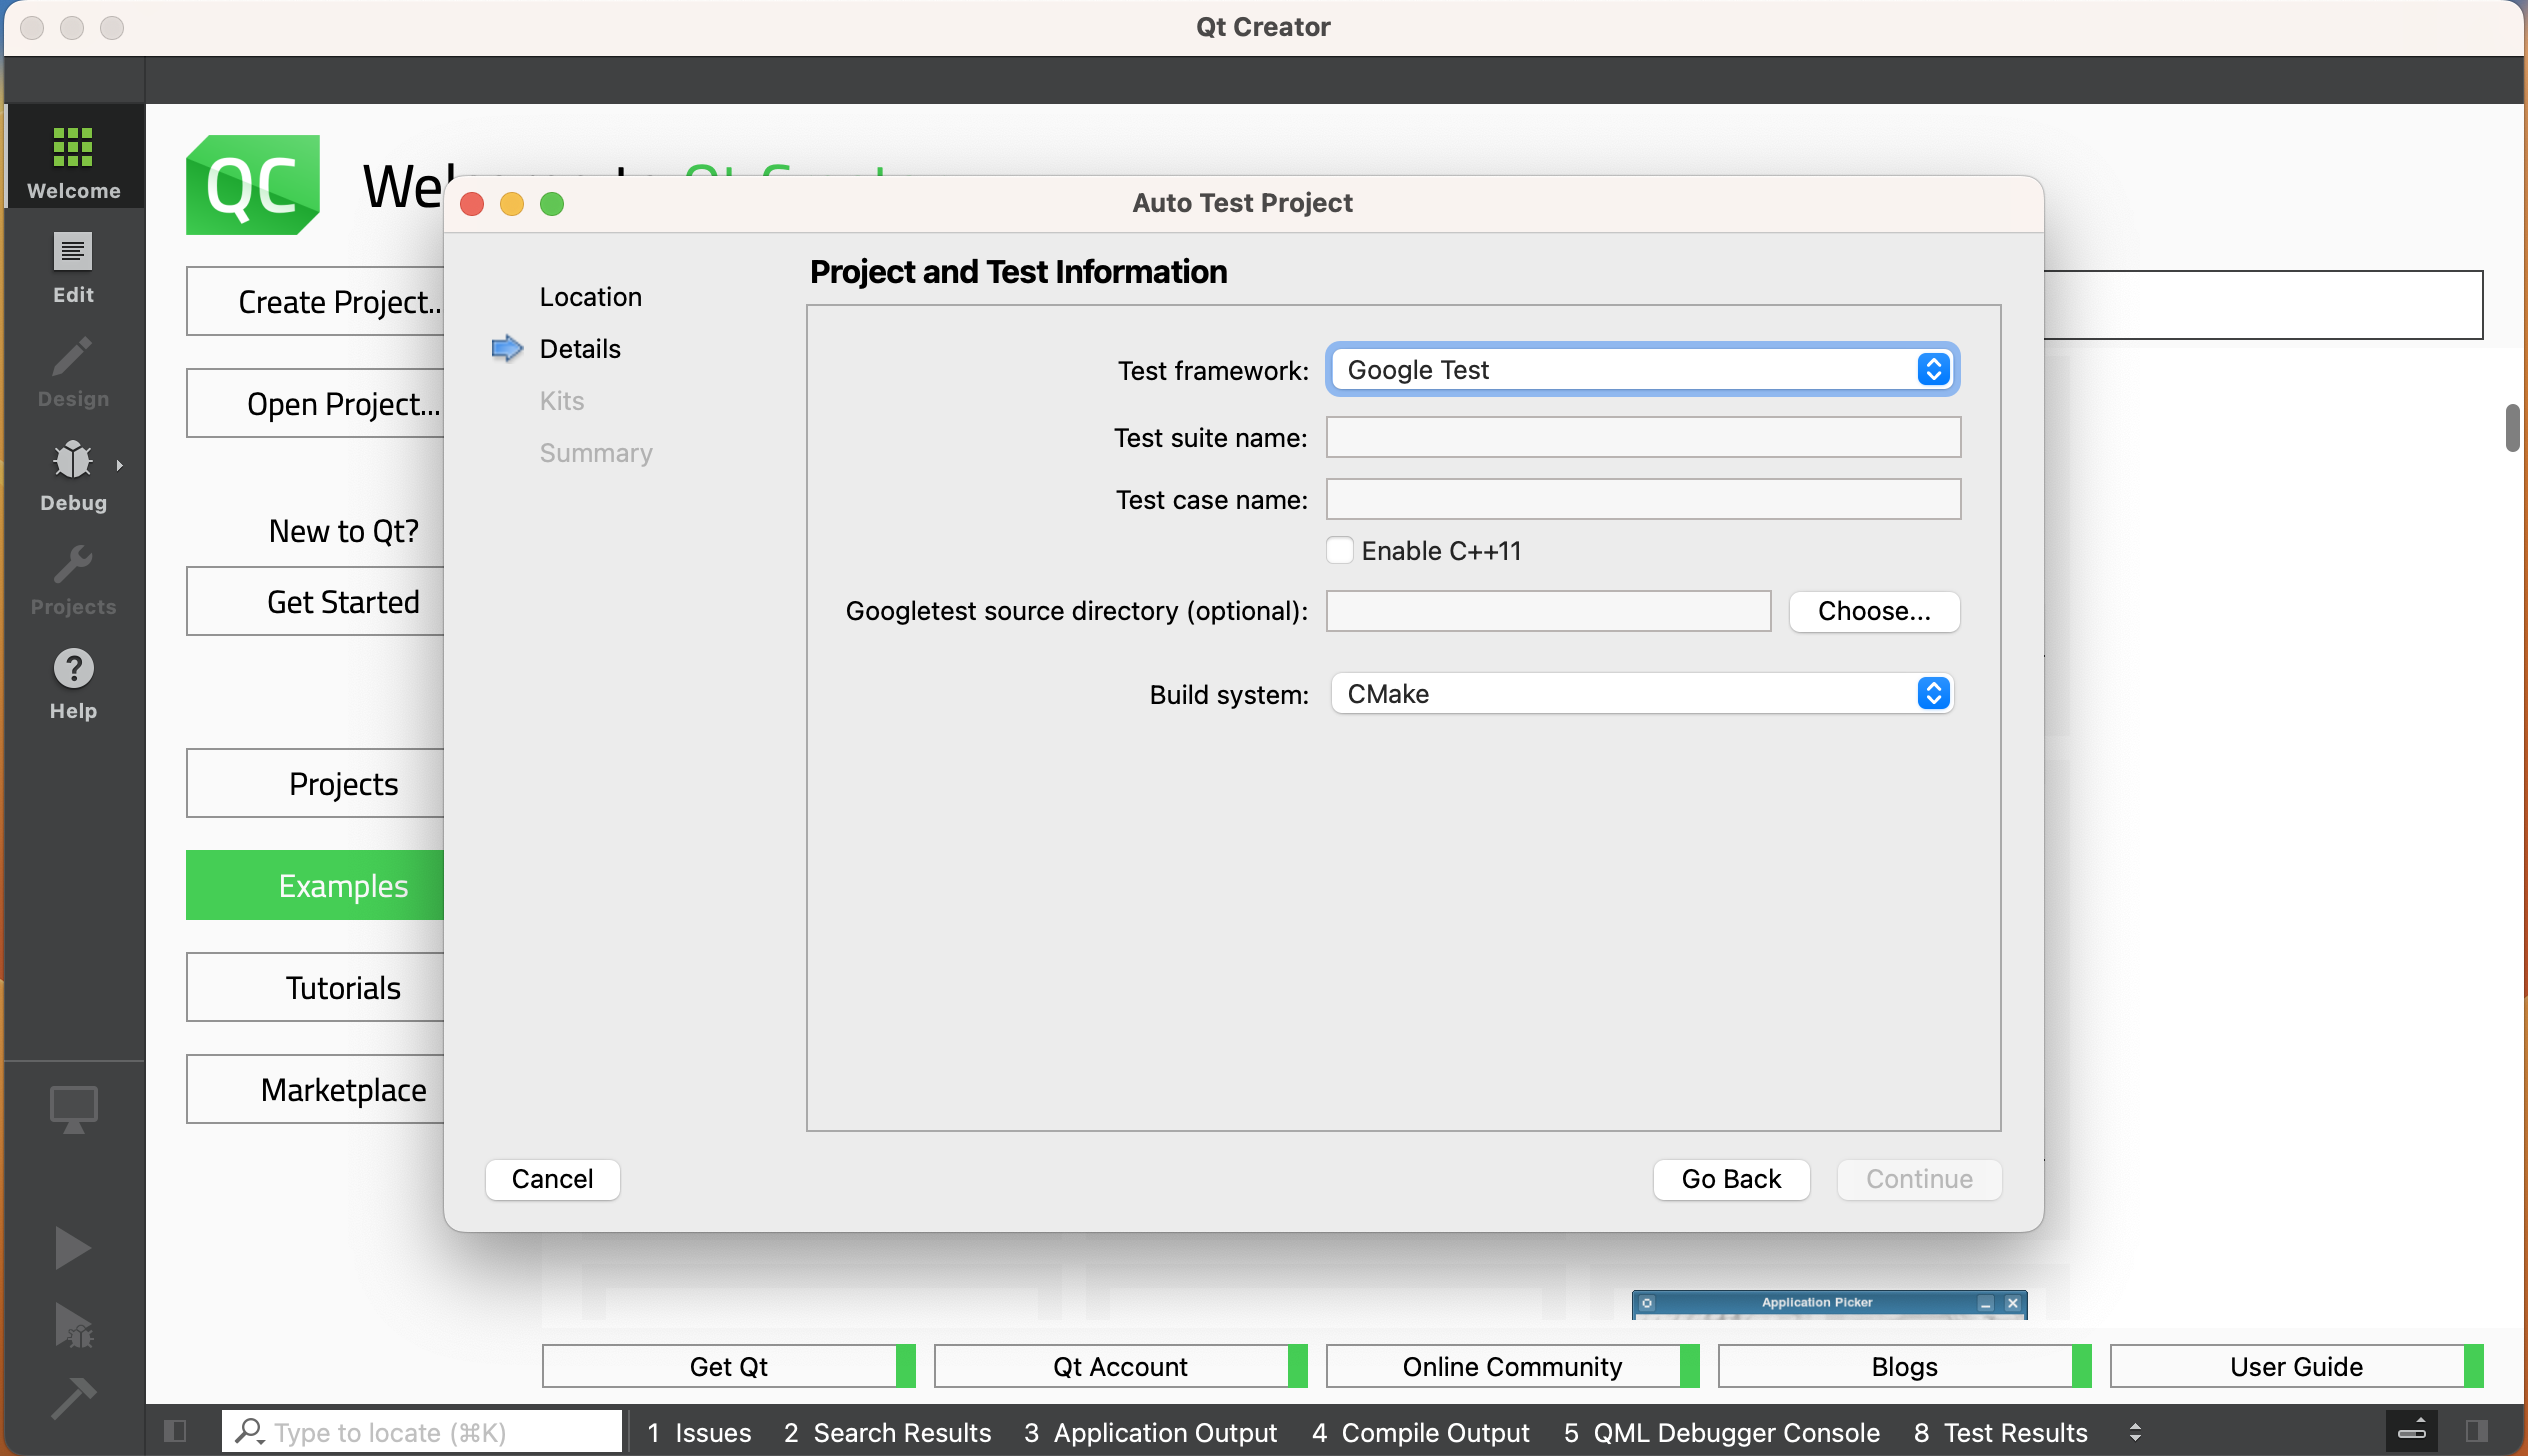 Qt Creator
Welcome
Edit
Design
Debug
Projects
Help
QC
Create Project...
Open Project...
New to Qt?
Get Started
Projects
Examples
Tutorials
Marketplace
Auto Test Project
Location
Details
Kits
Summary
Project and Test Information
Test framework: Google Test
Test suite name:
Test case name:
Enable C++11
Googletest source directory (optional): Choose...
Build system: CMake
Cancel Go Back Continue
Application Picker
Get Qt Qt Account Online Community Blogs User Guide
Type to locate (⌘K) 1 Issues 2 Search Results 3 Application Output 4 Compile Output 5 QML Debugger Console 8 Test Results